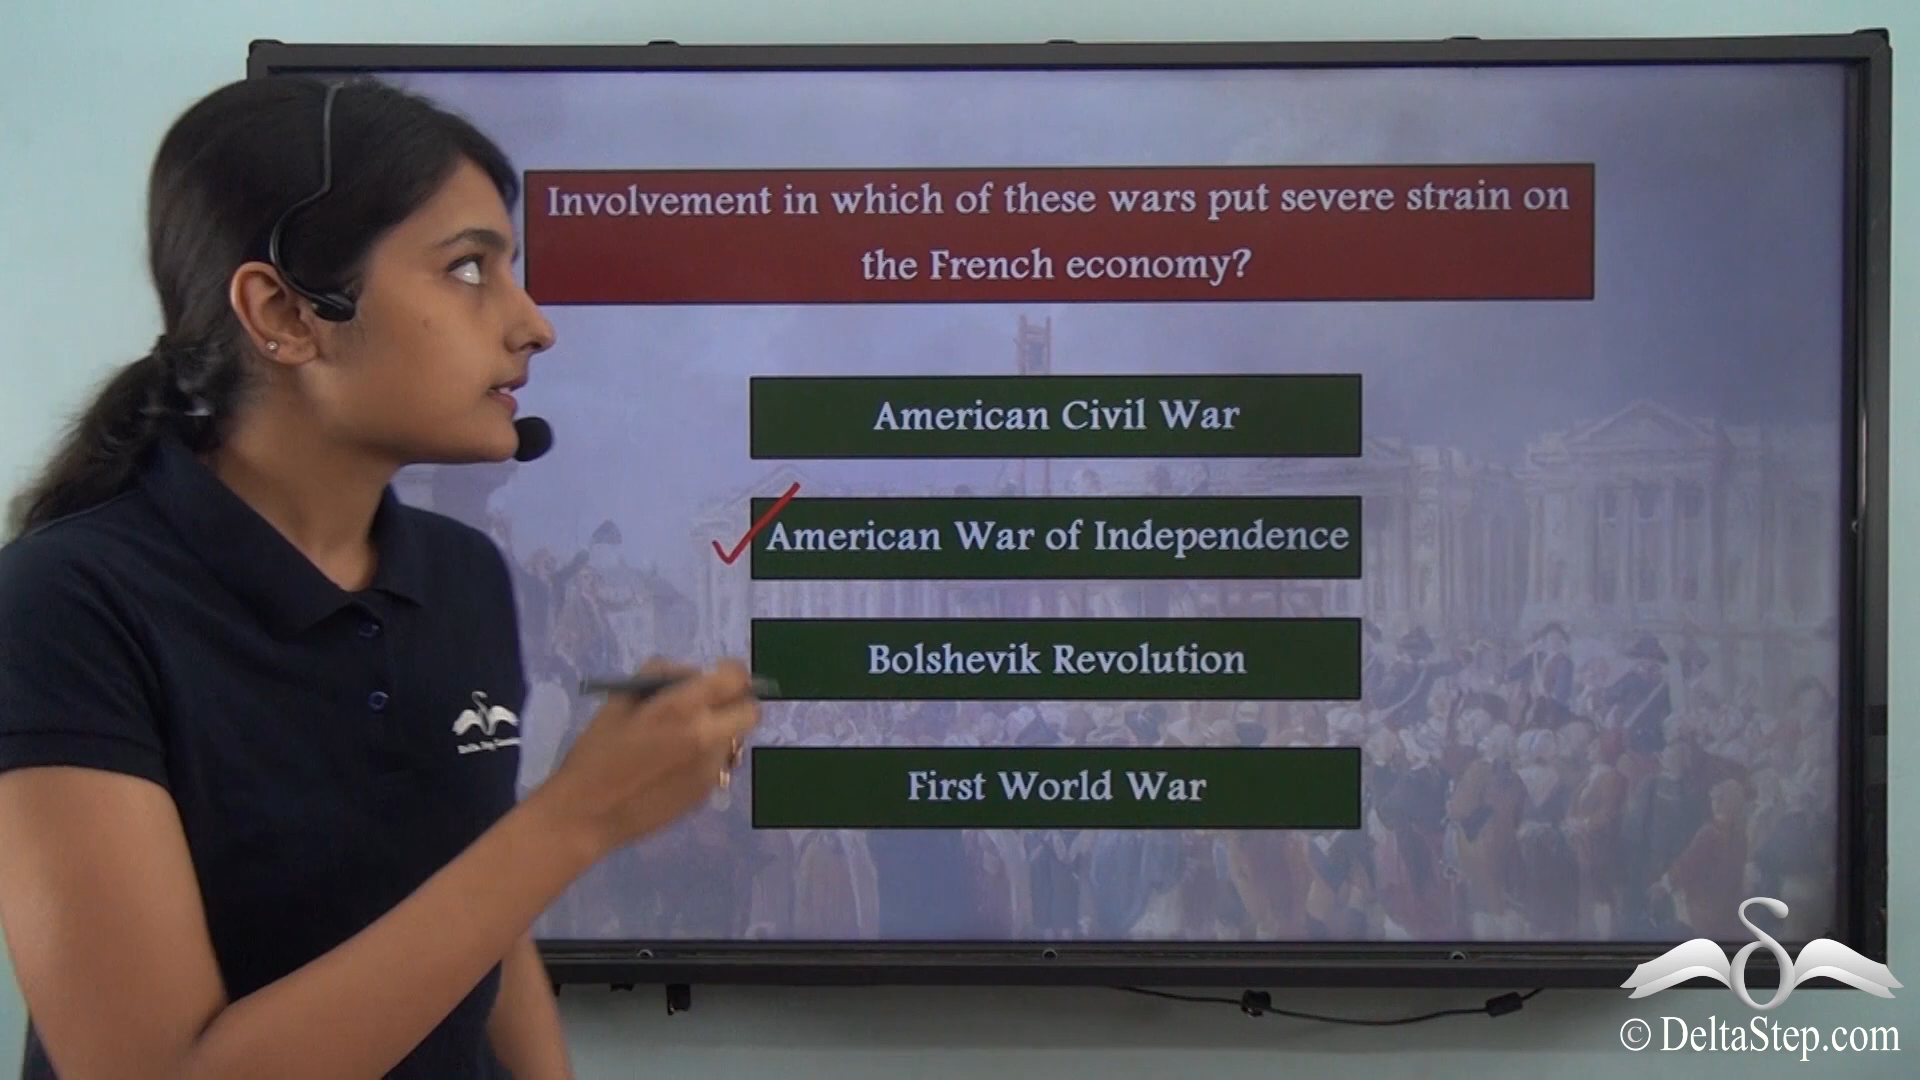 Involvement in which of these wars put severe strain on
the French economy?
American Civil War
American War of Independence
Bolshevik Revolution
First World War
© DeltaStep.com